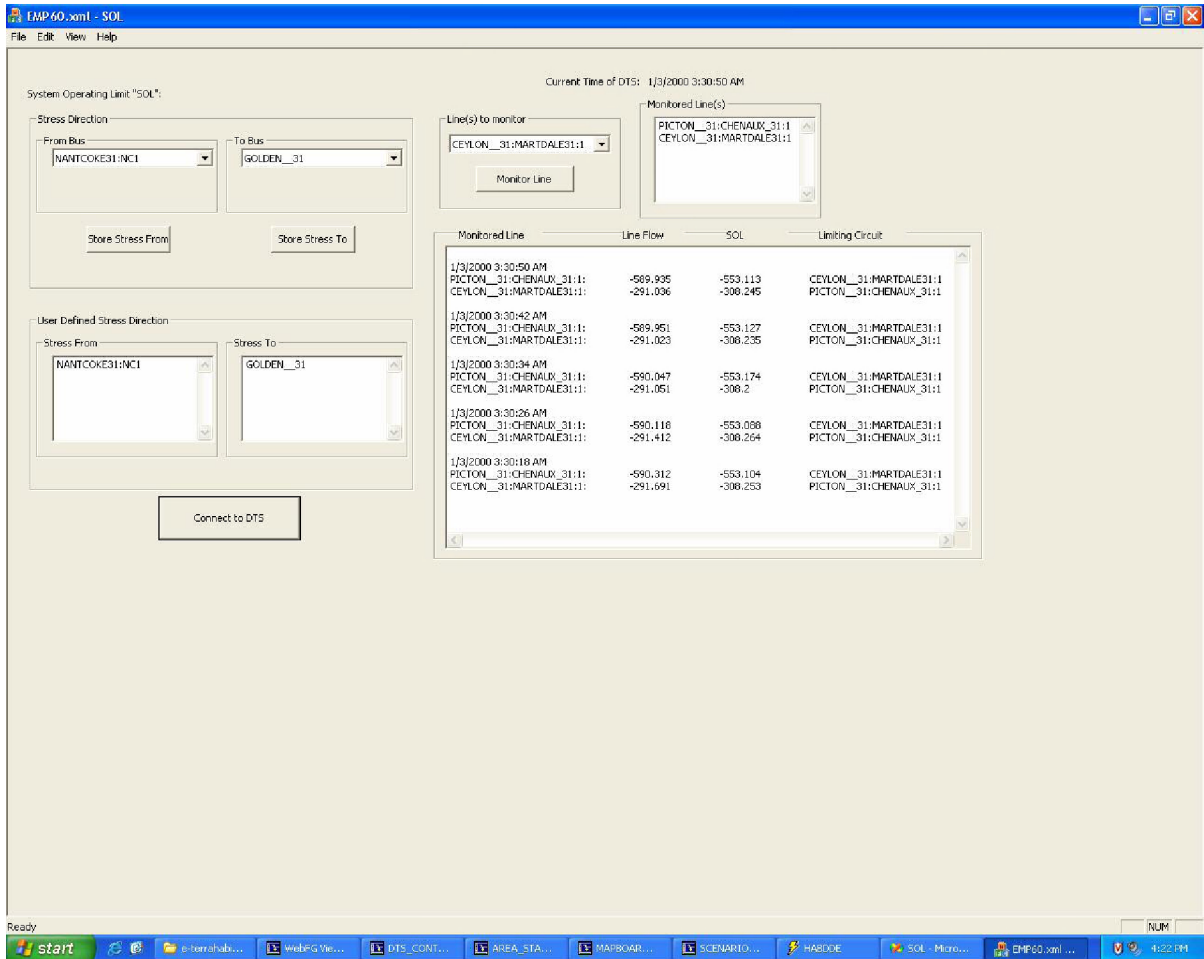 EMP60.xml - SOL
File Edit View Help
Current Time of DTS: 1/3/2000 3:30:50 AM
System Operating Limit "SOL":
Stress Direction
From Bus
NANTCOKE31:NC1
To Bus
GOLDEN__31
Store Stress From
Store Stress To
Line(s) to monitor
CEYLON__31:MARTDALE31:1
Monitor Line
Monitored Line(s)
PICTON__31:CHENAUX_31:1
CEYLON__31:MARTDALE31:1
User Defined Stress Direction
Stress From
NANTCOKE31:NC1
Stress To
GOLDEN__31
Connect to DTS
Monitored Line Line Flow SOL Limiting Circuit
1/3/2000 3:30:50 AM
PICTON__31:CHENAUX_31:1: -589.935 -553.113 CEYLON__31:MARTDALE31:1
CEYLON__31:MARTDALE31:1: -291.036 -308.245 PICTON__31:CHENAUX_31:1
1/3/2000 3:30:42 AM
PICTON__31:CHENAUX_31:1: -589.951 -553.127 CEYLON__31:MARTDALE31:1
CEYLON__31:MARTDALE31:1: -291.023 -308.235 PICTON__31:CHENAUX_31:1
1/3/2000 3:30:34 AM
PICTON__31:CHENAUX_31:1: -590.047 -553.174 CEYLON__31:MARTDALE31:1
CEYLON__31:MARTDALE31:1: -291.051 -308.2 PICTON__31:CHENAUX_31:1
1/3/2000 3:30:26 AM
PICTON__31:CHENAUX_31:1: -590.118 -553.088 CEYLON__31:MARTDALE31:1
CEYLON__31:MARTDALE31:1: -291.412 -308.264 PICTON__31:CHENAUX_31:1
1/3/2000 3:30:18 AM
PICTON__31:CHENAUX_31:1: -590.312 -553.104 CEYLON__31:MARTDALE31:1
CEYLON__31:MARTDALE31:1: -291.691 -308.253 PICTON__31:CHENAUX_31:1
Ready
NUM
start e-terrahabi... WebFG Vie... DTS_CONT... AREA_STA... MAPBOAR... SCENARIO... HABDDE SOL - Micro... EMP60.xml ... 4:22 PM